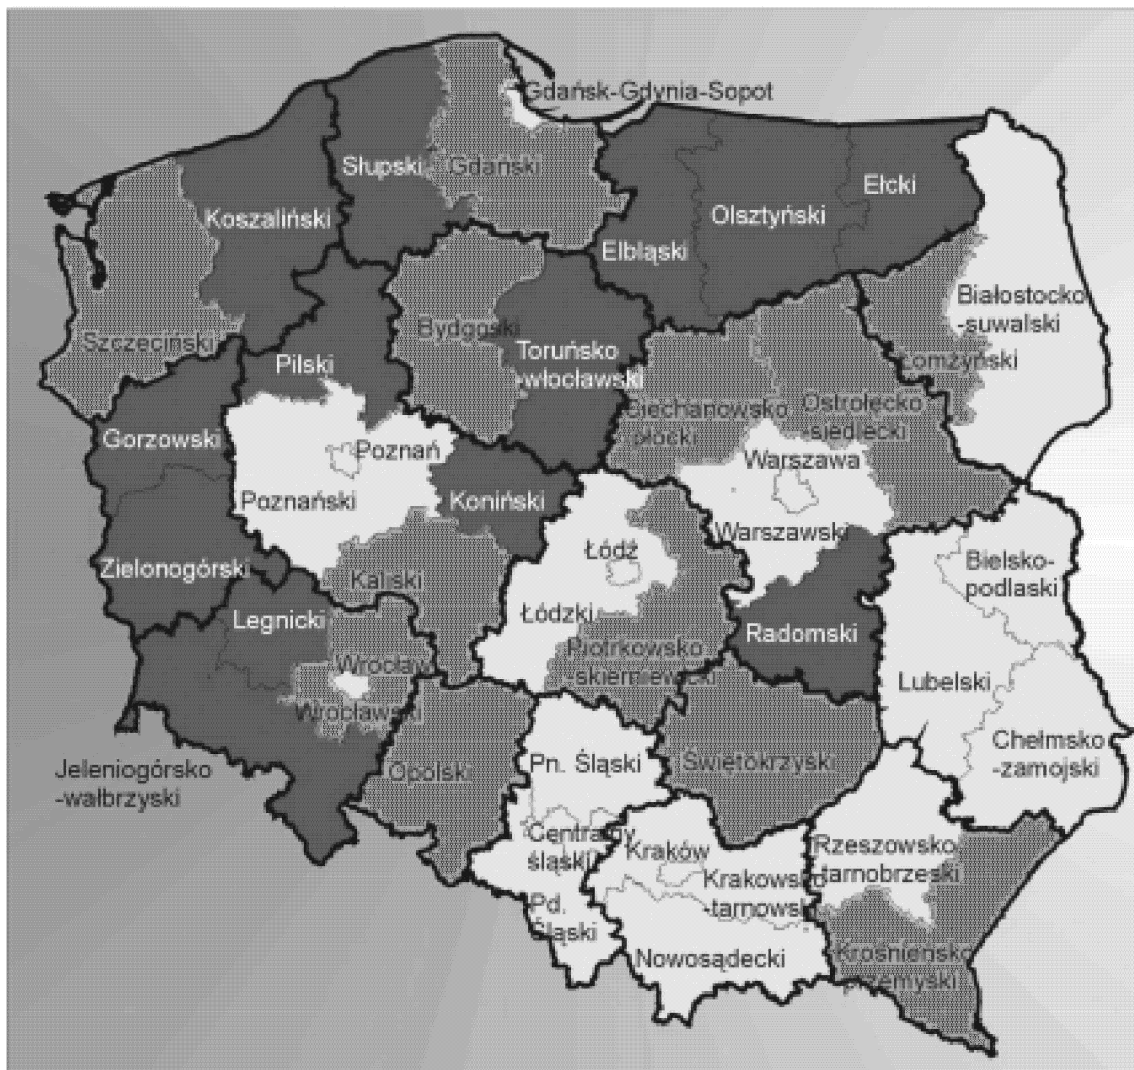 Gdańsk-Gdynia-Sopot
Słupski
Gdański
Ełcki
Koszaliński
Olsztyński
Elbląski
Białostocko
-suwalski
Szczeciński
Bydgoski
Toruńsko
-włocławski
Łomżyński
Pilski
Ciechanowsko
-płocki
Ostrołęcko
-siedlecki
Gorzowski
Poznań
Warszawa
Poznański
Koniński
Warszawski
Łódź
Bielsko-
podlaski
Zielonogórski
Kaliski
Łódzki
Legnicki
Radomski
Piotrkowsko
-skierniewicki
Wrocław
Lubelski
Wrocławski
Chełmsko
-zamojski
Jeleniogórsko
-wałbrzyski
Opolski
Pn. Śląski
Świętokrzyski
Centralny
śląski
Kraków
Rzeszowsko
-tarnobrzeski
Krakowsko
-tarnowski
Pd.
Śląski
Nowosądecki
Krośnieńsko
-przemyski